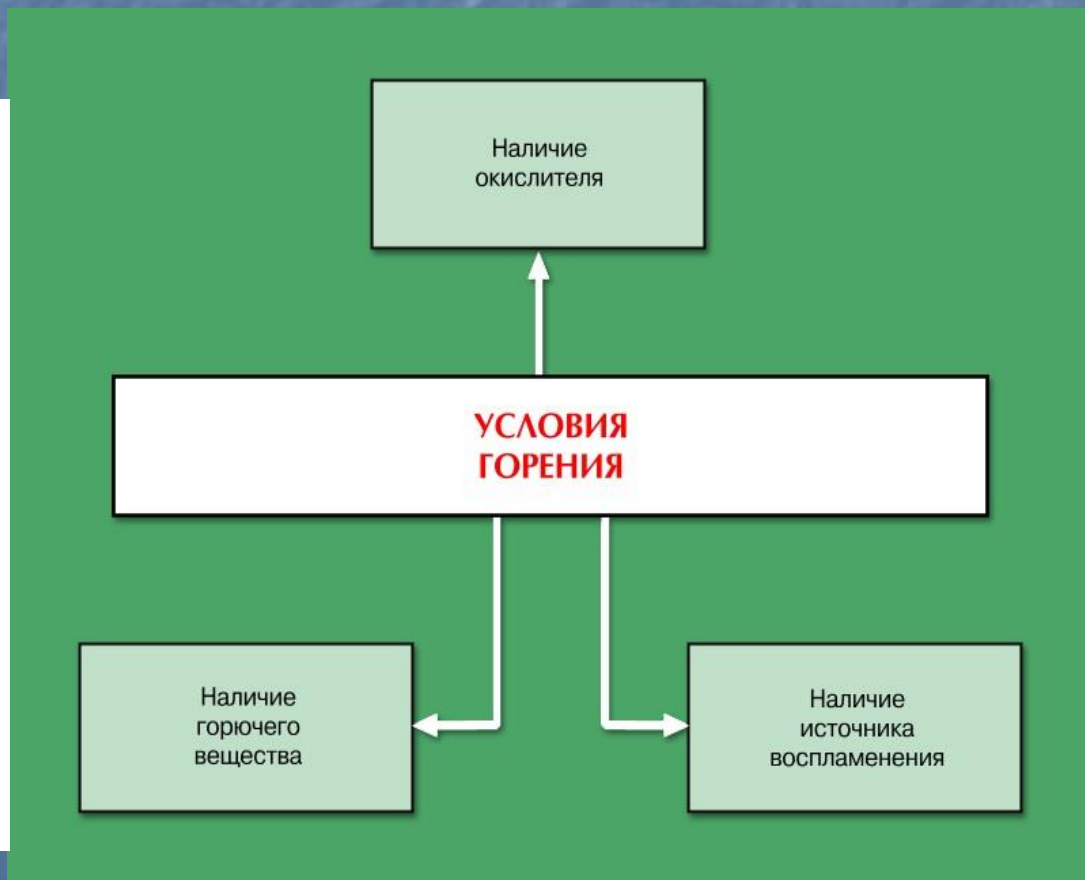 Наличие
окислителя
УСЛОВИЯ
ГОРЕНИЯ
Наличие
горючего
вещества
Наличие
источника
воспламенения